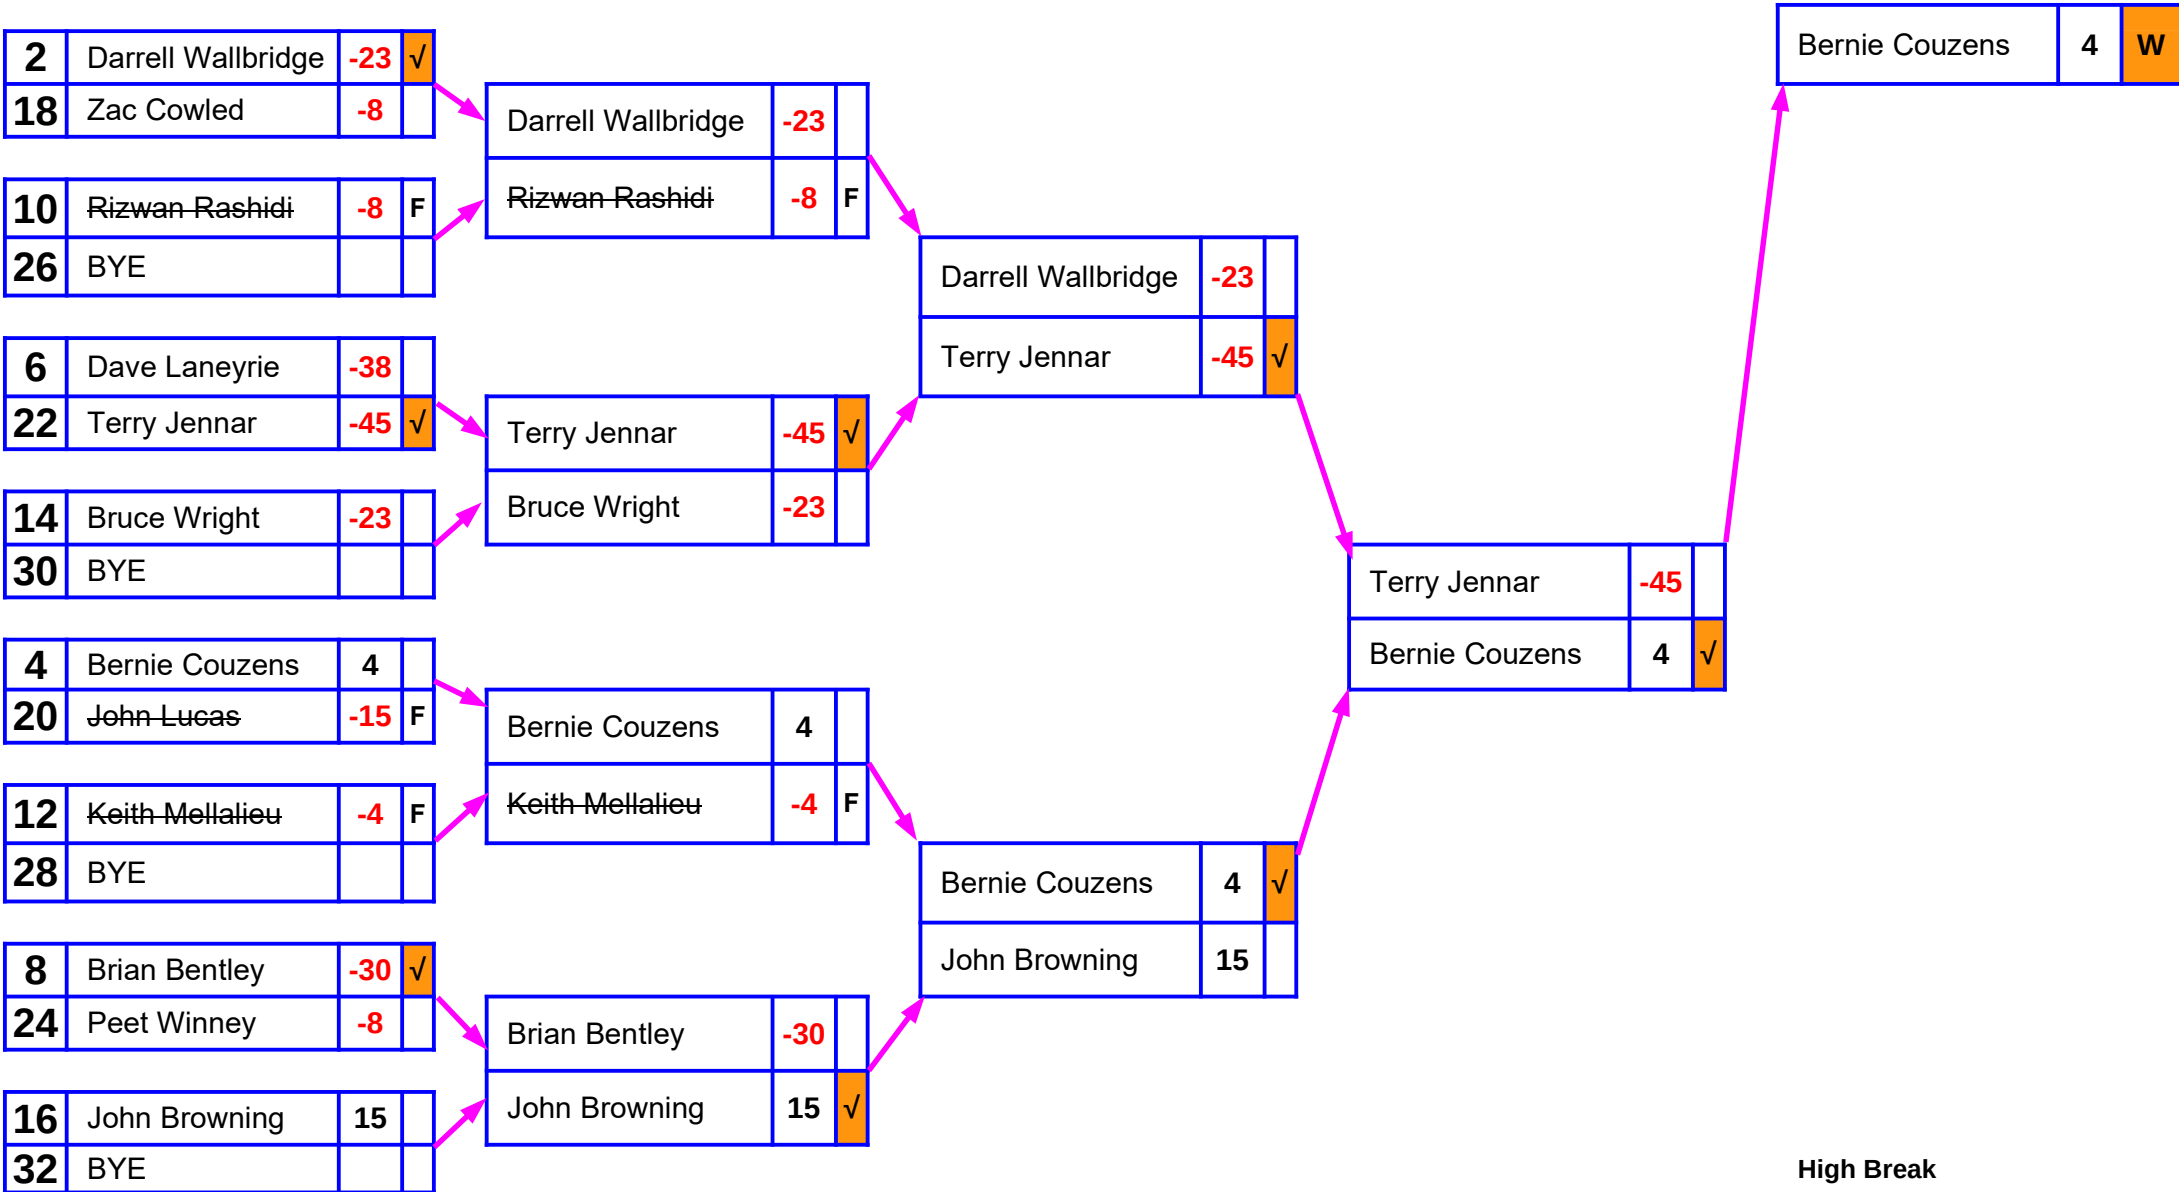 2 Darrell Wallbridge -23 √
18 Zac Cowled -8
10 Rizwan Rashidi -8 F
26 BYE
6 Dave Laneyrie -38
22 Terry Jennar -45 √
14 Bruce Wright -23
30 BYE
4 Bernie Couzens 4
20 John Lucas -15 F
12 Keith Mellalieu -4 F
28 BYE
8 Brian Bentley -30 √
24 Peet Winney -8
16 John Browning 15
32 BYE
Darrell Wallbridge -23
Rizwan Rashidi -8 F
Terry Jennar -45 √
Bruce Wright -23
Bernie Couzens 4
Keith Mellalieu -4 F
Brian Bentley -30
John Browning 15 √
Darrell Wallbridge -23
Terry Jennar -45 √
Bernie Couzens 4 √
John Browning 15
Terry Jennar -45
Bernie Couzens 4 √
Bernie Couzens 4 W
High Break